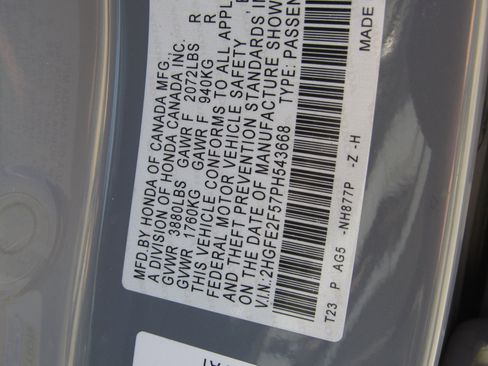 MFD.BY HONDA OF CANADA MFG.,
A DIVISION OF HONDA CANADA INC.
GVWR 3880LBS GAWR F 2072LBS R
GVWR 1760KG GAWR F 940KG R
THIS VEHICLE CONFORMS TO ALL APPL
FEDERAL MOTOR VEHICLE SAFETY,
AND THEFT PREVENTION STANDARDS, I
ON THE DATE OF MANUFACTURE SHOW
V.I.N.:2HGFE2F57PH543668 TYPE: PASSEN
T23 P AG5 -NH877P -Z -H MADE